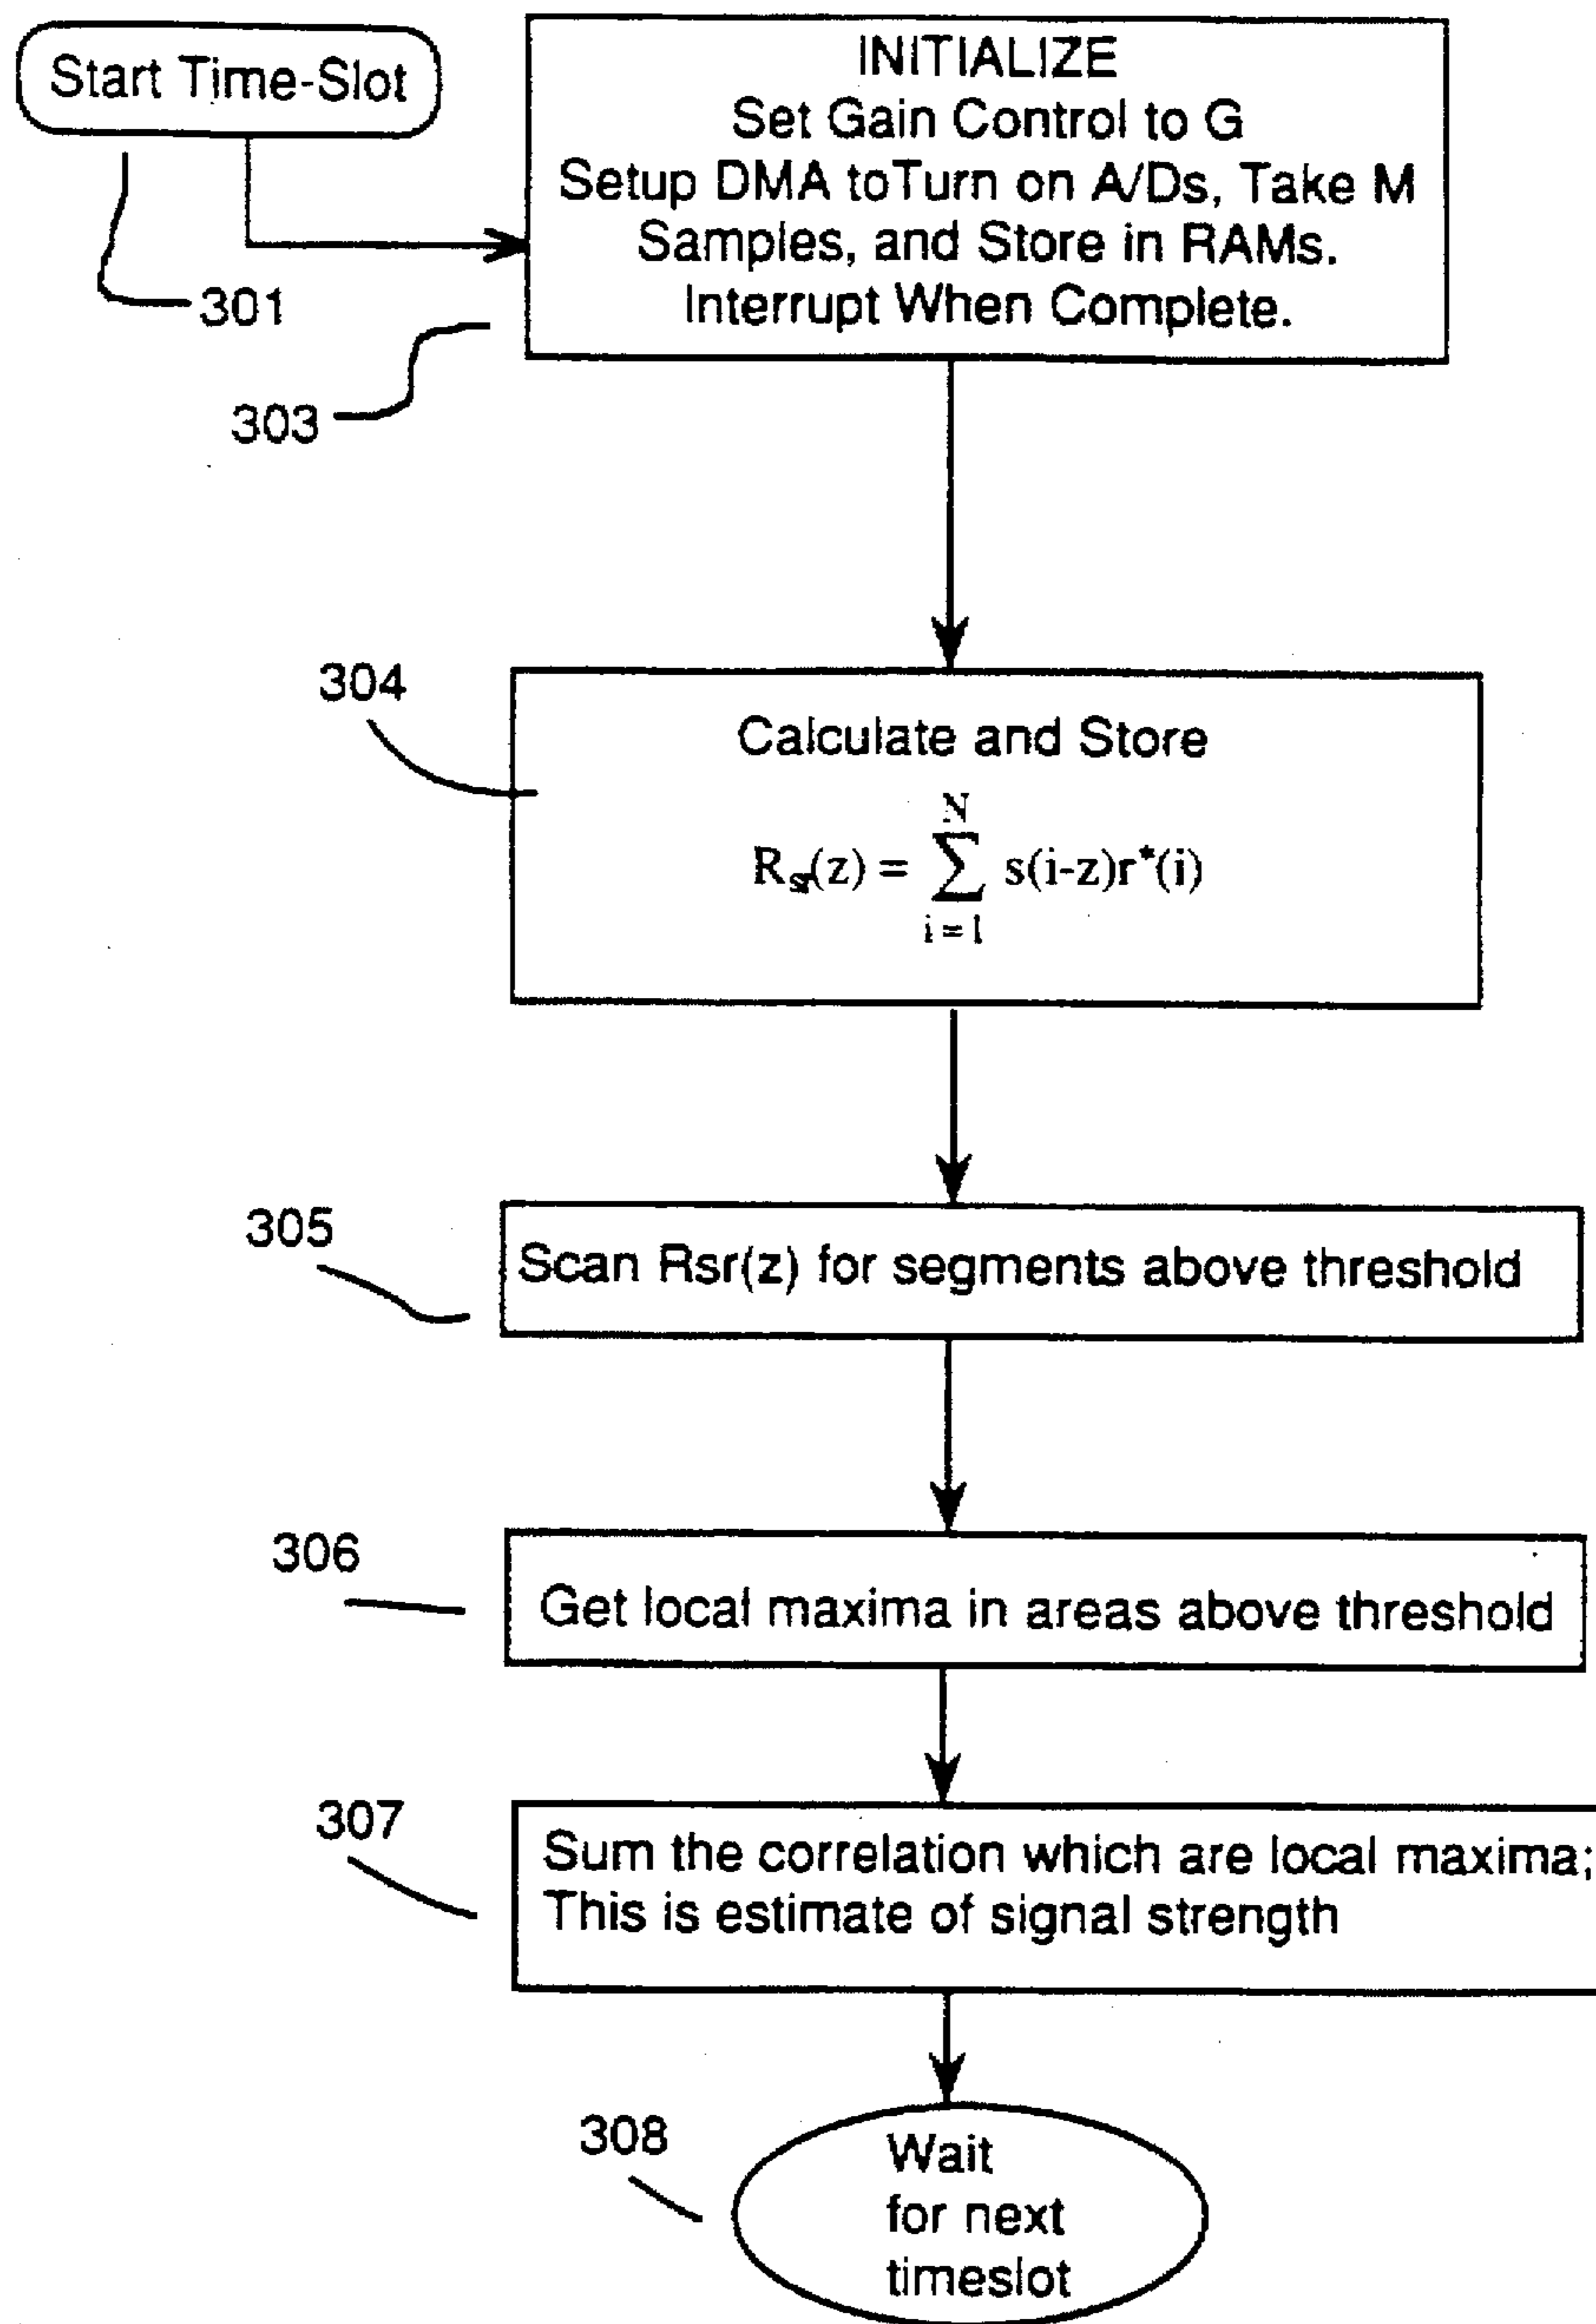 Start Time-Slot
301
INITIALIZE
Set Gain Control to G
Setup DMA toTurn on A/Ds, Take M
Samples, and Store in RAMs.
Interrupt When Complete.
303
304
Calculate and Store
N
R_sr(z) = ∑ s(i-z)r*(i)
i=1
305
Scan Rsr(z) for segments above threshold
306
Get local maxima in areas above threshold
307
Sum the correlation which are local maxima;
This is estimate of signal strength
308
Wait
for next
timeslot